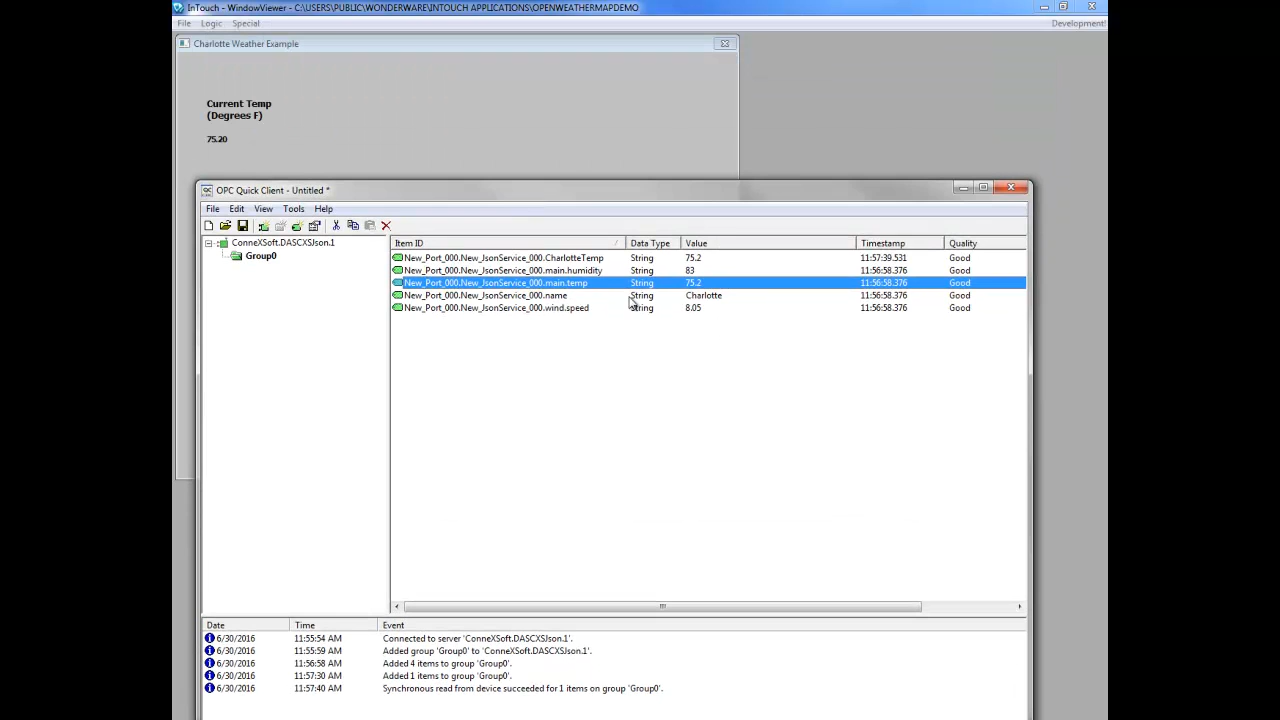 InTouch - WindowViewer - C:\USERS\PUBLIC\WONDERWARE\INTOUCH APPLICATIONS\OPENWEATHERMAPDEMO
File Logic Special Development!
Charlotte Weather Example
Current Temp
(Degrees F)
75.20
OPC Quick Client - Untitled *
File Edit View Tools Help
ConneXSoft.DASCXSJson.1
Group0
Item ID Data Type Value Timestamp Quality
New_Port_000.New_JsonService_000.CharlotteTemp String 75.2 11:57:39.531 Good
New_Port_000.New_JsonService_000.main.humidity String 83 11:56:58.376 Good
New_Port_000.New_JsonService_000.main.temp String 75.2 11:56:58.376 Good
New_Port_000.New_JsonService_000.name String Charlotte 11:56:58.376 Good
New_Port_000.New_JsonService_000.wind.speed String 8.05 11:56:58.376 Good
Date Time Event
6/30/2016 11:55:54 AM Connected to server 'ConneXSoft.DASCXSJson.1'.
6/30/2016 11:55:59 AM Added group 'Group0' to 'ConneXSoft.DASCXSJson.1'.
6/30/2016 11:56:58 AM Added 4 items to group 'Group0'.
6/30/2016 11:57:30 AM Added 1 items to group 'Group0'.
6/30/2016 11:57:40 AM Synchronous read from device succeeded for 1 items on group 'Group0'.